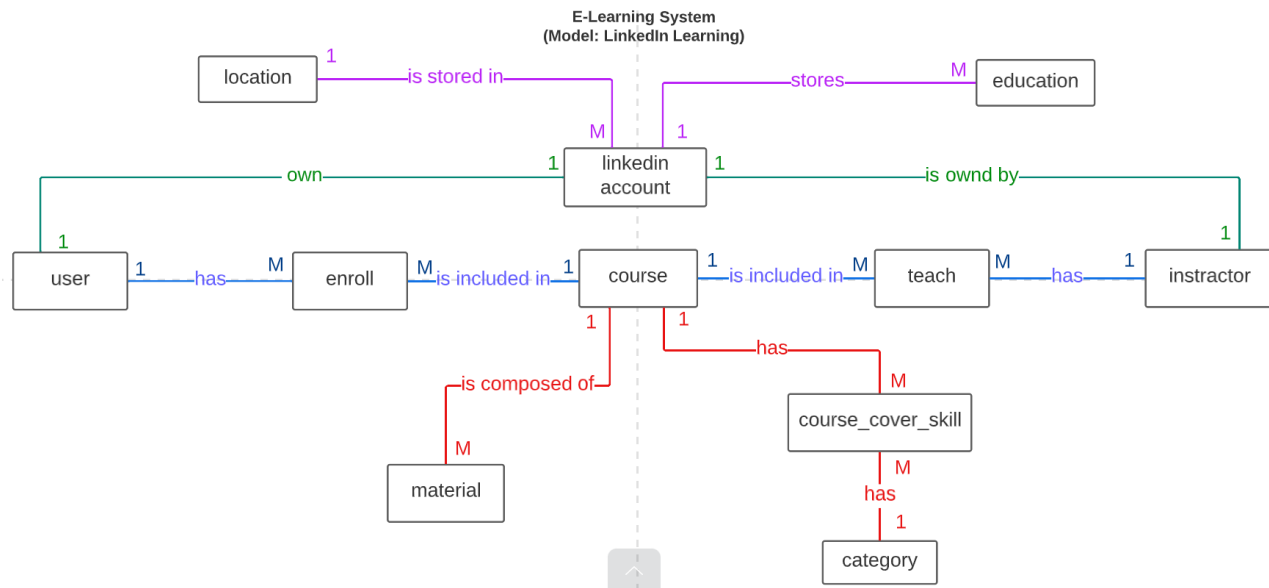 E-Learning System
(Model: LinkedIn Learning)
location
1
is stored in
M
stores
M
education
1
linkedin
account
1
own
1
1
is ownd by
1
user
1
has
M
enroll
M
is included in
1
course
1
is included in
M
teach
M
has
1
instractor
1
is composed of
M
material
1
has
M
course_cover_skill
M
has
1
category